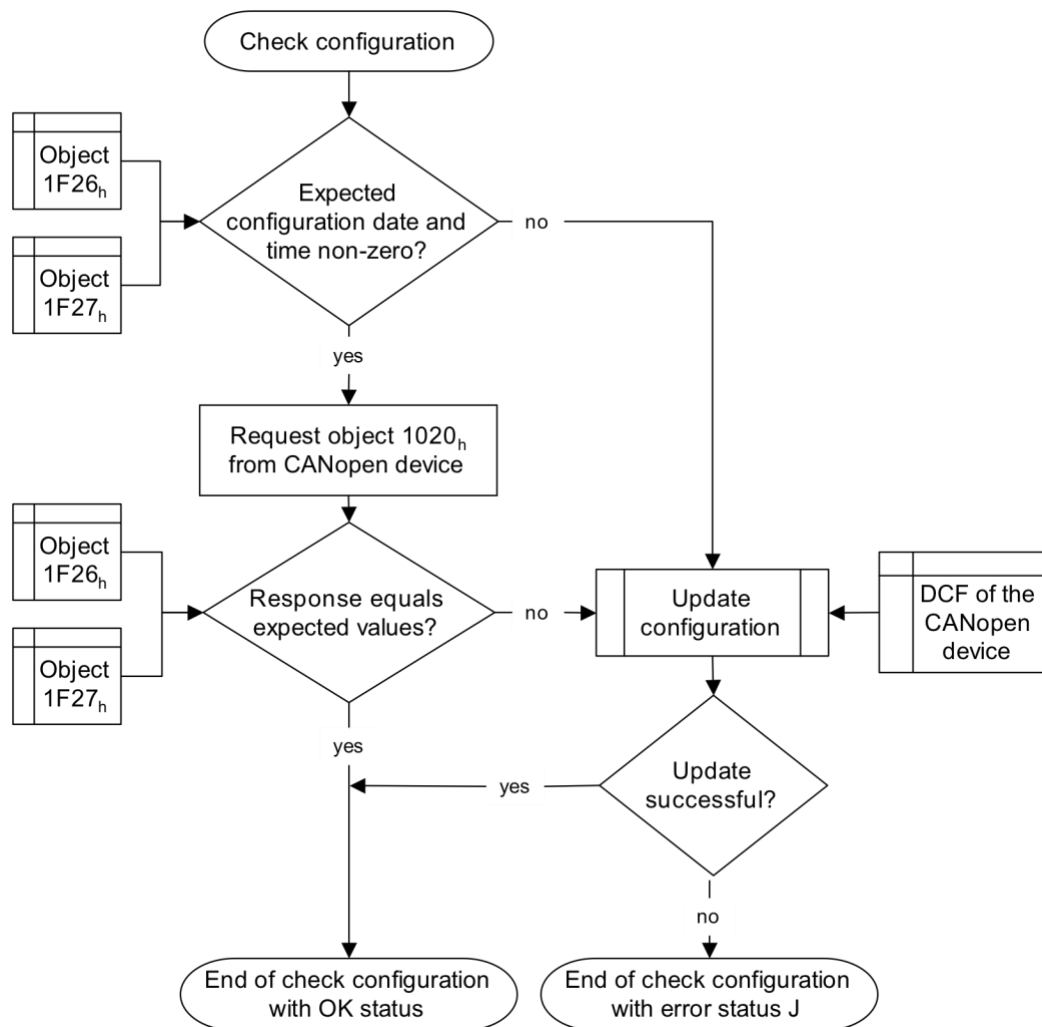 Check configuration
Object
1F26h
Expected
configuration date and
time non-zero?
no
Object
1F27h
yes
Request object 1020h
from CANopen device
Object
1F26h
Response equals
expected values?
no
Update
configuration
DCF of the
CANopen
device
Object
1F27h
yes
yes
Update
successful?
no
End of check configuration
with OK status
End of check configuration
with error status J